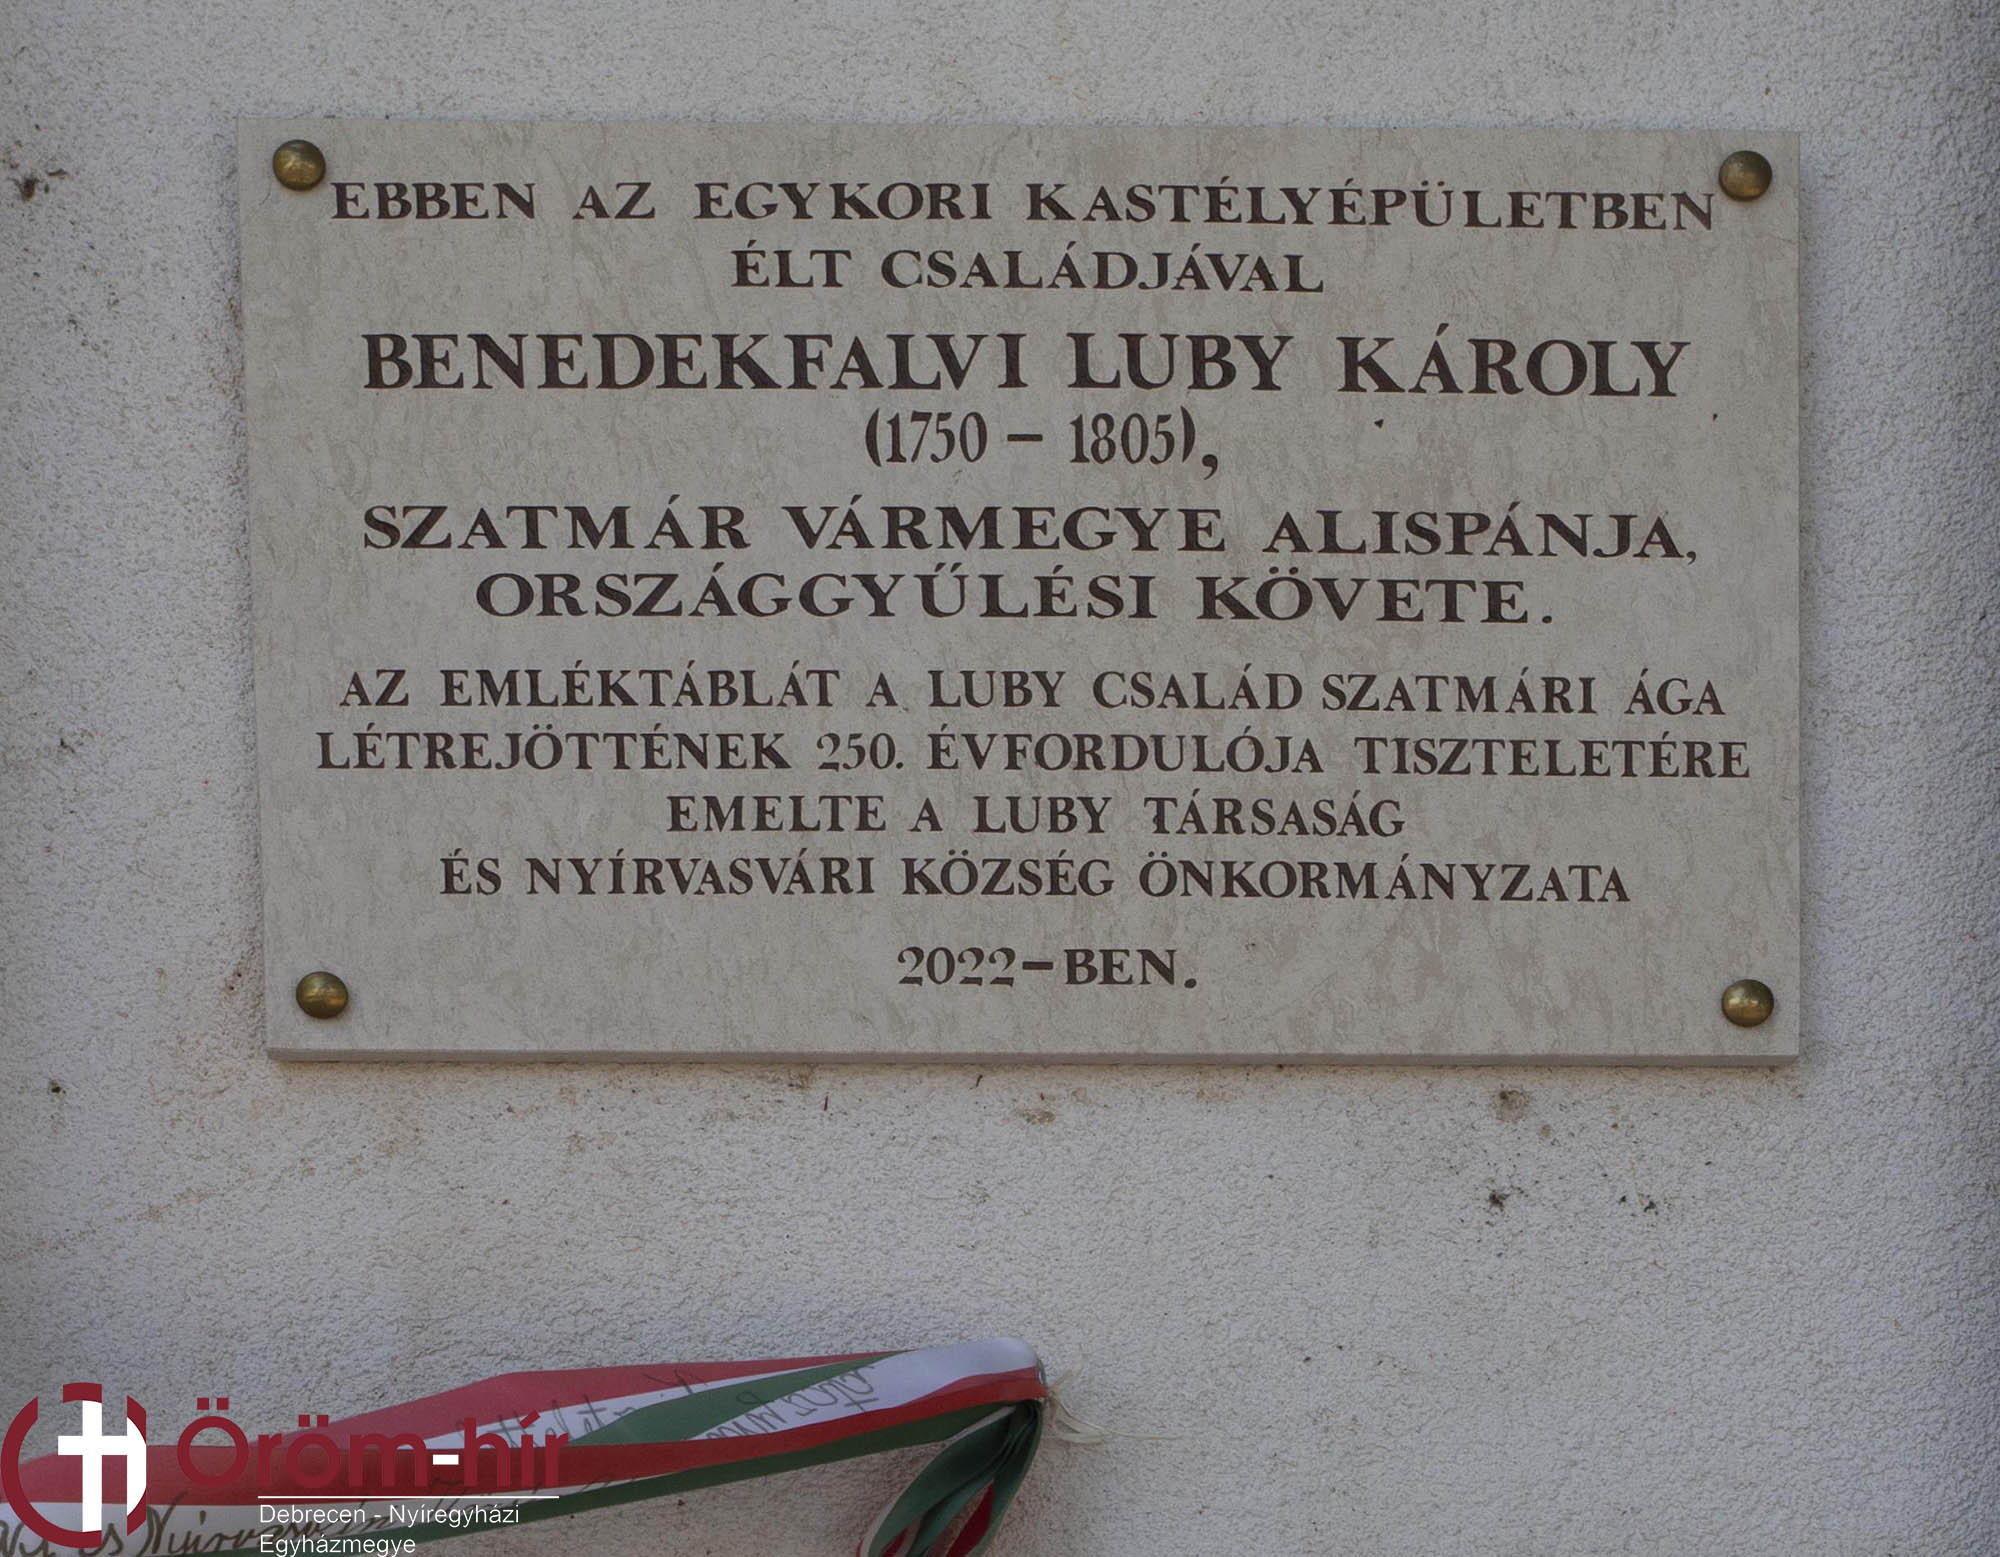 EBBEN AZ EGYKORI KASTÉLYÉPÜLETBEN
ÉLT CSALÁDJÁVAL
BENEDEKFALVI LUBY KÁROLY
(1750 – 1805),
SZATMÁR VÁRMEGYE ALISPÁNJA,
ORSZÁGGYŰLÉSI KÖVETE.
AZ EMLÉKTÁBLÁT A LUBY CSALÁD SZATMÁRI ÁGA
LÉTREJÖTTÉNEK 250. ÉVFORDULÓJA TISZTELETÉRE
EMELTE A LUBY TÁRSASÁG
ÉS NYÍRVASVÁRI KÖZSÉG ÖNKORMÁNYZATA
2022–BEN.
Öröm-hír
Debrecen - Nyíregyházi
Egyházmegye